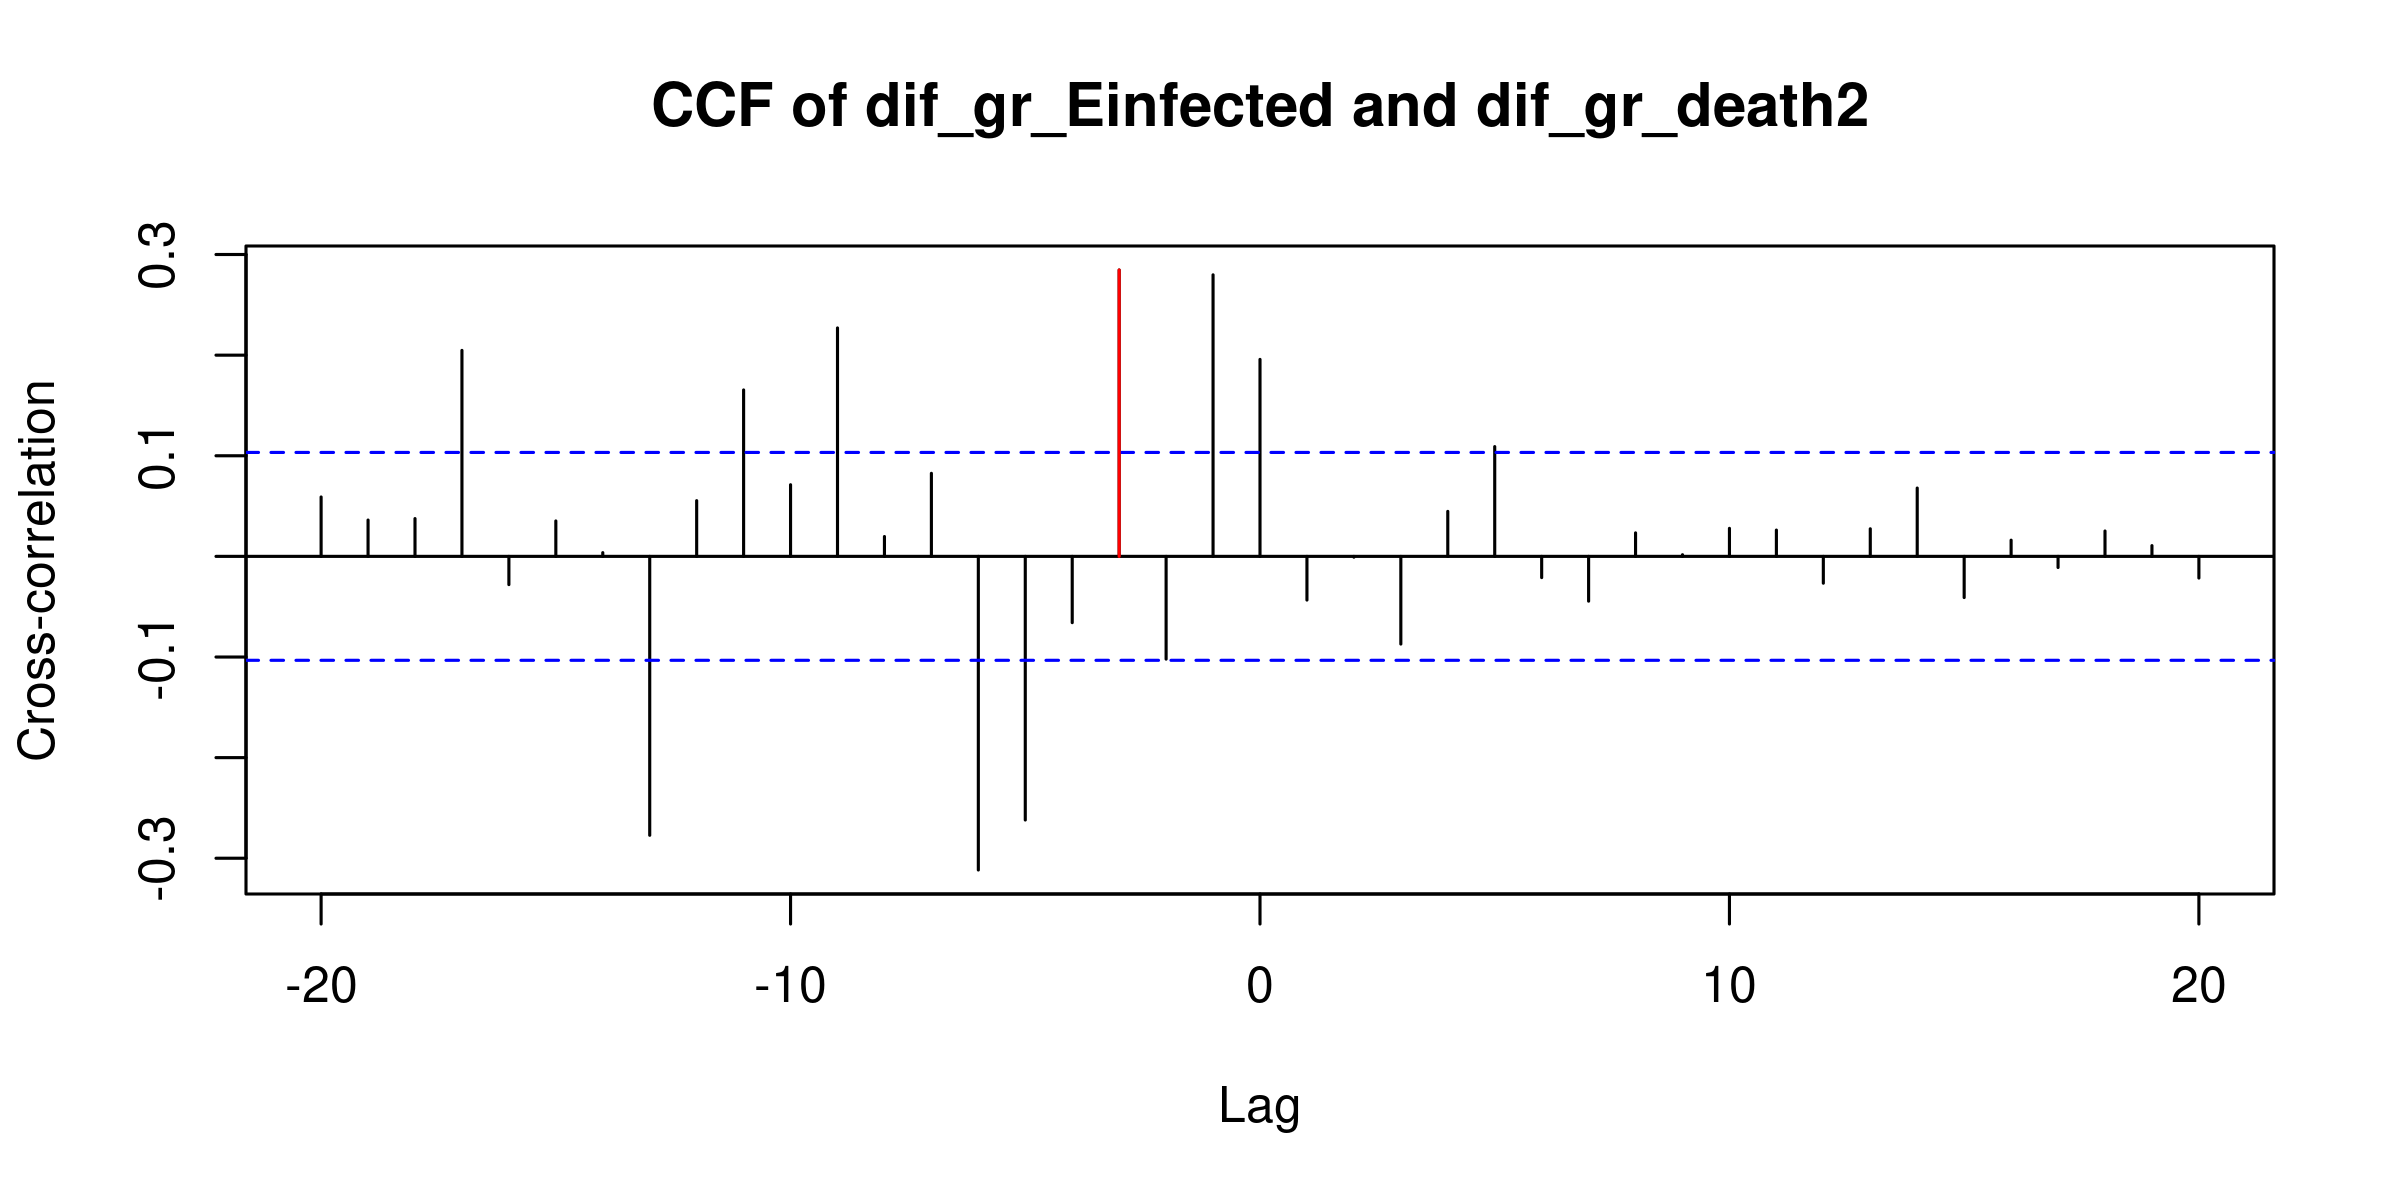 CCF of dif_gr_Einfected and dif_gr_death2
Cross-correlation
0.3
0.1
-0.1
-0.3
-20 -10 0 10 20
Lag